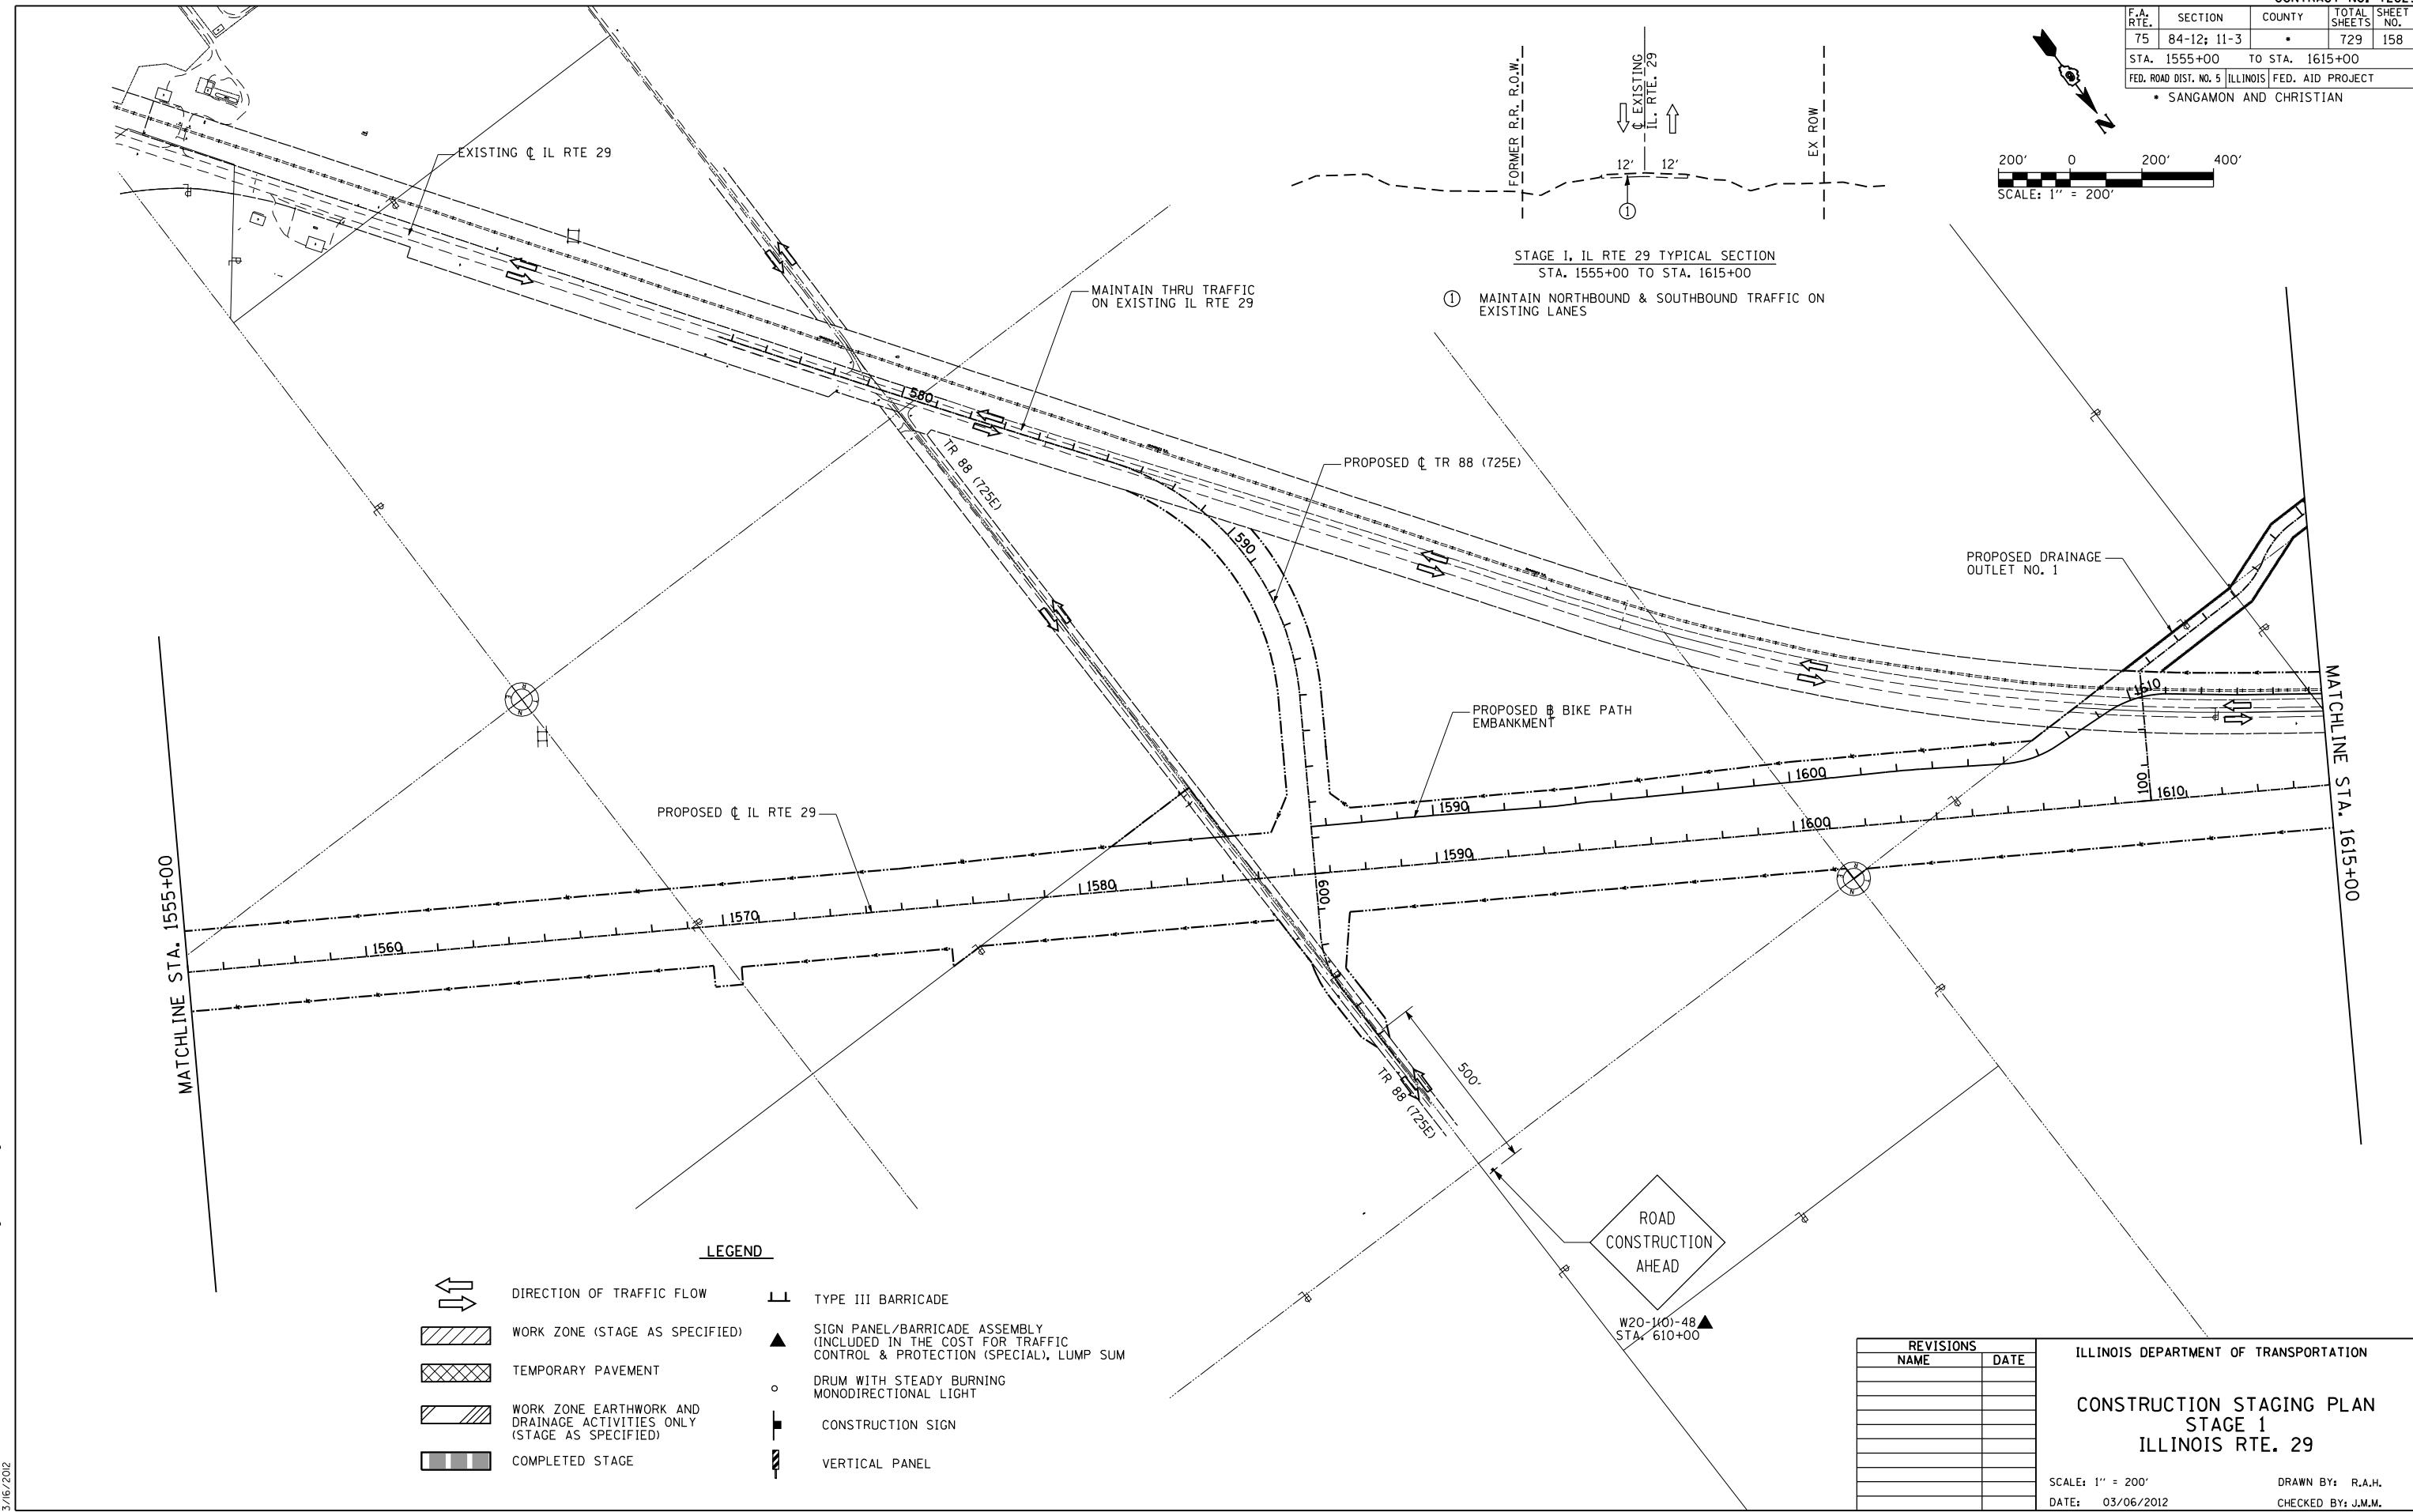 F.A. RTE. SECTION COUNTY TOTAL SHEETS SHEET NO.
75 84-12; 11-3 * 729 158
STA. 1555+00 TO STA. 1615+00
FED. ROAD DIST. NO. 5 ILLINOIS FED. AID PROJECT
* SANGAMON AND CHRISTIAN
N
200' 0 200' 400'
SCALE: 1" = 200'
FORMER R.R. R.O.W.
℄ EXISTING
IL. RTE. 29
EX ROW
12' 12'
1
STAGE I, IL RTE 29 TYPICAL SECTION
STA. 1555+00 TO STA. 1615+00
1 MAINTAIN NORTHBOUND & SOUTHBOUND TRAFFIC ON
EXISTING LANES
EXISTING ℄ IL RTE 29
MAINTAIN THRU TRAFFIC
ON EXISTING IL RTE 29
580
TR 88 (725E)
PROPOSED ℄ TR 88 (725E)
590
PROPOSED DRAINAGE
OUTLET NO. 1
1610
PROPOSED B BIKE PATH
EMBANKMENT
1590
1600
100
1610
1600
1590
600
PROPOSED ℄ IL RTE 29
1580
1570
1560
MATCHLINE STA. 1555+00
MATCHLINE STA. 1615+00
500'
TR 88 (725E)
ROAD
CONSTRUCTION
AHEAD
W20-1(O)-48
STA. 610+00
LEGEND
DIRECTION OF TRAFFIC FLOW
WORK ZONE (STAGE AS SPECIFIED)
TEMPORARY PAVEMENT
WORK ZONE EARTHWORK AND
DRAINAGE ACTIVITIES ONLY
(STAGE AS SPECIFIED)
COMPLETED STAGE
TYPE III BARRICADE
SIGN PANEL/BARRICADE ASSEMBLY
(INCLUDED IN THE COST FOR TRAFFIC
CONTROL & PROTECTION (SPECIAL), LUMP SUM
DRUM WITH STEADY BURNING
MONODIRECTIONAL LIGHT
CONSTRUCTION SIGN
VERTICAL PANEL
REVISIONS
NAME DATE
ILLINOIS DEPARTMENT OF TRANSPORTATION
CONSTRUCTION STAGING PLAN
STAGE 1
ILLINOIS RTE. 29
SCALE: 1" = 200'
DRAWN BY: R.A.H.
DATE: 03/06/2012
CHECKED BY: J.M.M.
3/16/2012